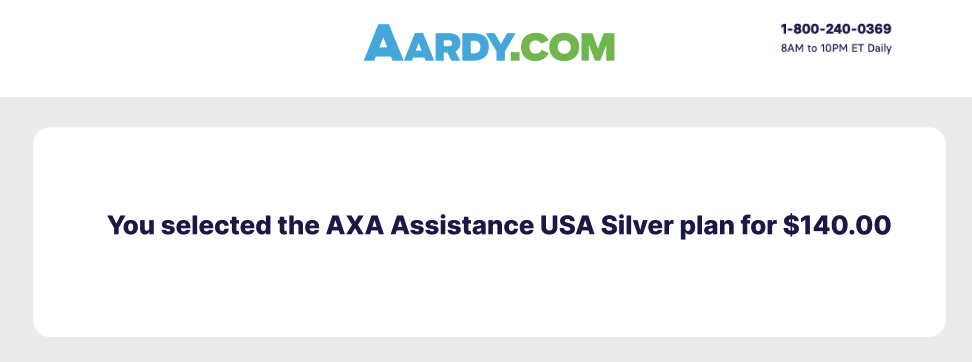 AARDY.COM
1-800-240-0369
8AM to 10PM ET Daily
You selected the AXA Assistance USA Silver plan for $140.00